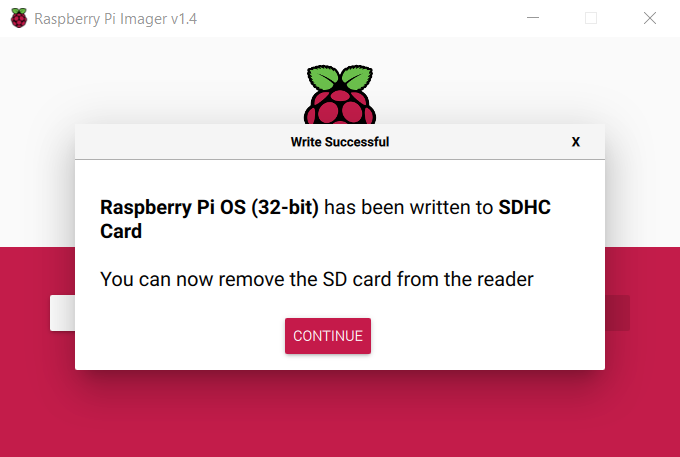 Raspberry Pi Imager v1.4
Write Successful X
Raspberry Pi OS (32-bit) has been written to SDHC
Card
You can now remove the SD card from the reader
CONTINUE